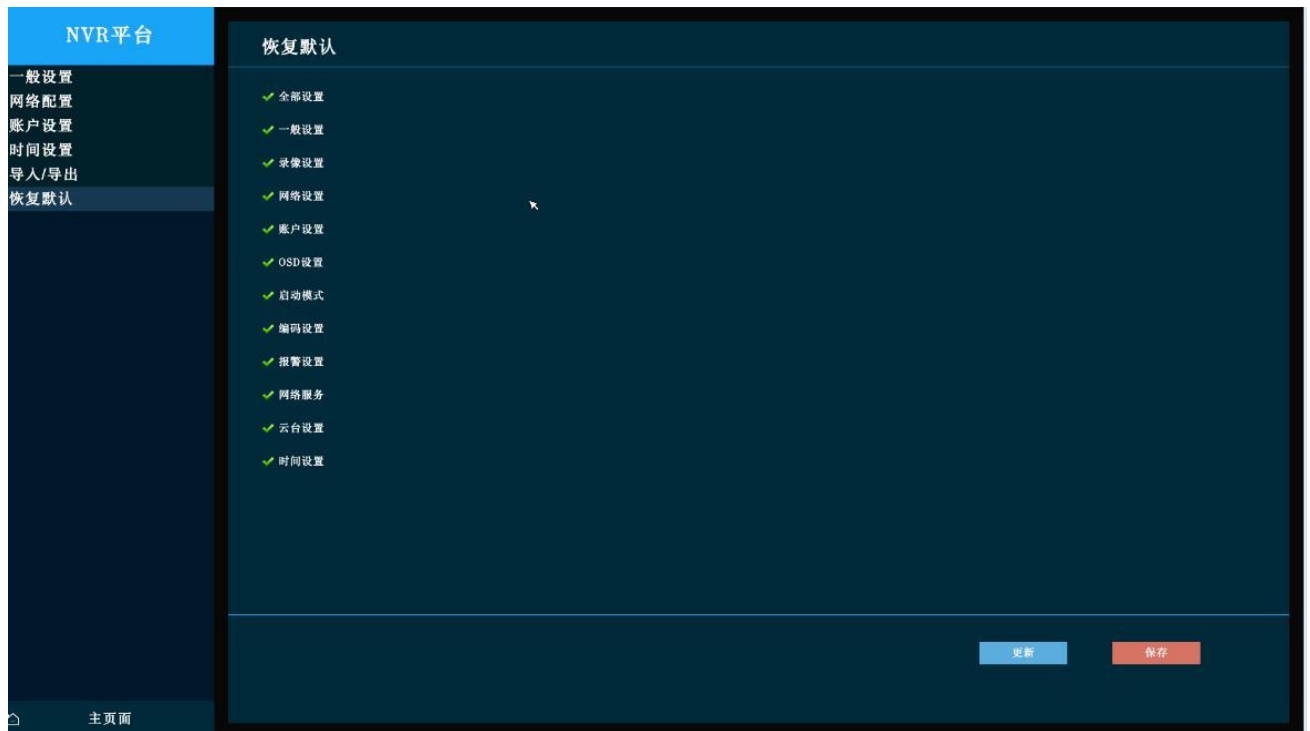 NVR平台
一般设置
网络配置
账户设置
时间设置
导入/导出
恢复默认
主页面
恢复默认
全部设置
一般设置
录像设置
网络设置
账户设置
OSD设置
启动模式
编码设置
报警设置
网络服务
云台设置
时间设置
更新
保存